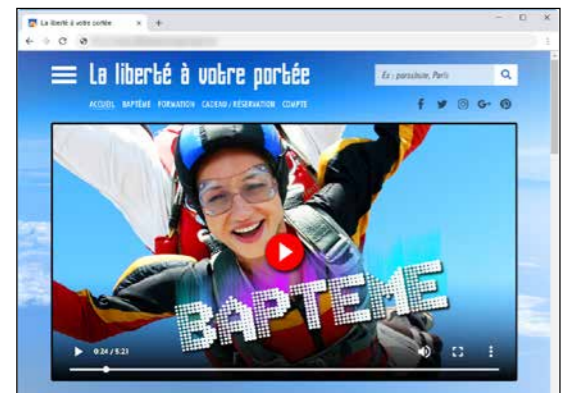 La liberté à votre portée
La liberté à votre portée
Ex : parachute, Paris
ACCUEIL BAPTÊME FORMATION CADEAU / RÉSERVATION COMPTE
BAPTEME
0:24 / 5:21